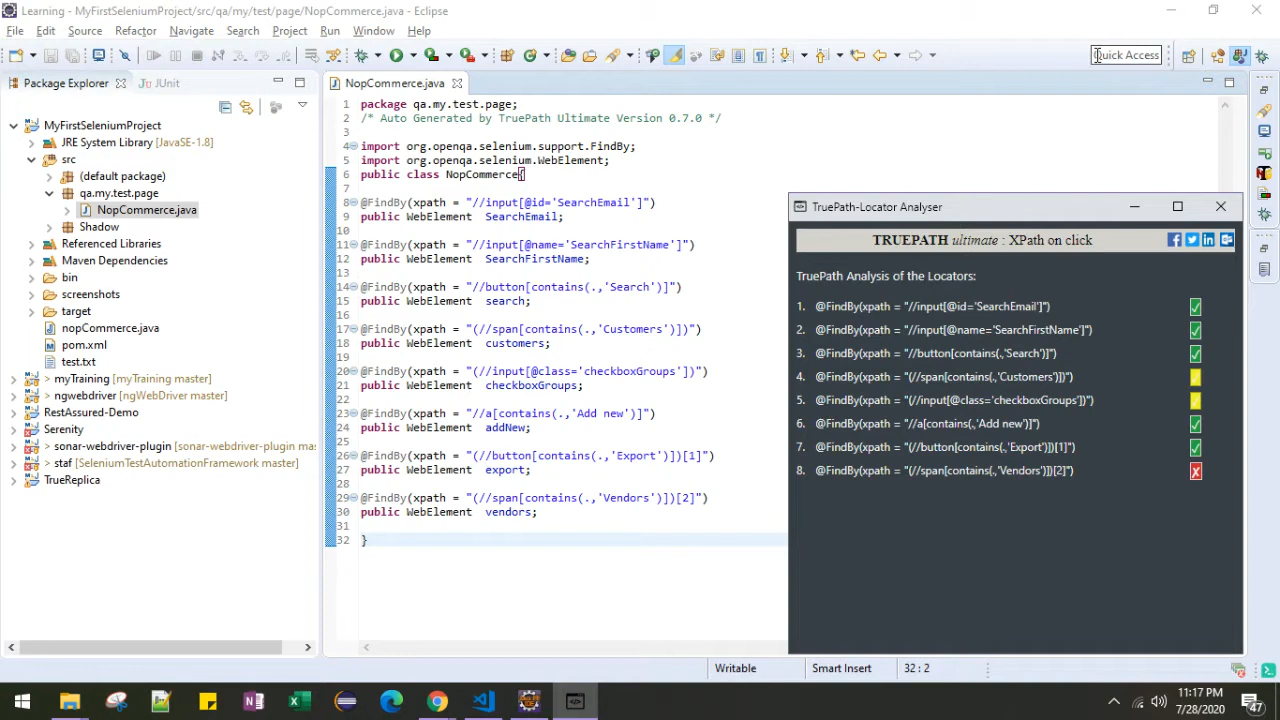 Learning - MyFirstSeleniumProject/src/qa/my/test/page/NopCommerce.java - Eclipse
File Edit Source Refactor Navigate Search Project Run Window Help
Quick Access
Package Explorer JUnit
MyFirstSeleniumProject
JRE System Library [JavaSE-1.8]
src
(default package)
qa.my.test.page
NopCommerce.java
Shadow
Referenced Libraries
Maven Dependencies
bin
screenshots
target
nopCommerce.java
pom.xml
test.txt
> myTraining [myTraining master]
> ngwebdriver [ngWebDriver master]
RestAssured-Demo
Serenity
> sonar-webdriver-plugin [sonar-webdriver-plugin mas
> staf [SeleniumTestAutomationFramework master]
TrueReplica
NopCommerce.java
1 package qa.my.test.page;
2 /* Auto Generated by TruePath Ultimate Version 0.7.0 */
3
4 import org.openqa.selenium.support.FindBy;
5 import org.openqa.selenium.WebElement;
6 public class NopCommerce{
7
8 @FindBy(xpath = "//input[@id='SearchEmail']")
9 public WebElement SearchEmail;
10
11 @FindBy(xpath = "//input[@name='SearchFirstName']")
12 public WebElement SearchFirstName;
13
14 @FindBy(xpath = "//button[contains(.,'Search')]")
15 public WebElement search;
16
17 @FindBy(xpath = "(//span[contains(.,'Customers')])")
18 public WebElement customers;
19
20 @FindBy(xpath = "(//input[@class='checkboxGroups'])")
21 public WebElement checkboxGroups;
22
23 @FindBy(xpath = "//a[contains(.,'Add new')]")
24 public WebElement addNew;
25
26 @FindBy(xpath = "(//button[contains(.,'Export')])[1]")
27 public WebElement export;
28
29 @FindBy(xpath = "(//span[contains(.,'Vendors')])[2]")
30 public WebElement vendors;
31
32 }
TruePath-Locator Analyser
TRUEPATH ultimate : XPath on click
TruePath Analysis of the Locators:
1. @FindBy(xpath = "//input[@id='SearchEmail']")
2. @FindBy(xpath = "//input[@name='SearchFirstName']")
3. @FindBy(xpath = "//button[contains(.,'Search')]")
4. @FindBy(xpath = "(//span[contains(.,'Customers')])")
5. @FindBy(xpath = "(//input[@class='checkboxGroups'])")
6. @FindBy(xpath = "//a[contains(.,'Add new')]")
7. @FindBy(xpath = "(//button[contains(.,'Export')])[1]")
8. @FindBy(xpath = "(//span[contains(.,'Vendors')])[2]")
Writable Smart Insert 32 : 2
11:17 PM
7/28/2020
47